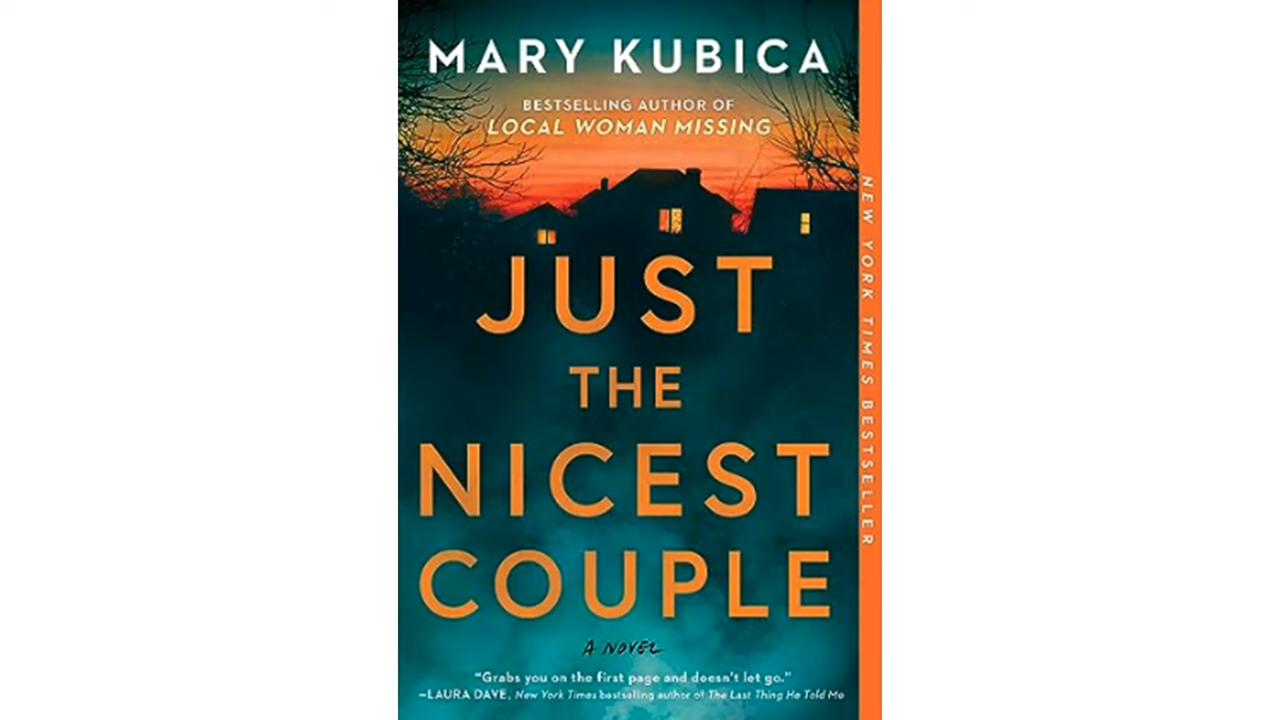 MARY KUBICA
BESTSELLING AUTHOR OF
LOCAL WOMAN MISSING
JUST
THE
NICEST
COUPLE
A NOVEL
"Grabs you on the first page and doesn't let go."
—LAURA DAVE, New York Times bestselling author of The Last Thing He Told Me
NEW YORK TIMES BESTSELLER